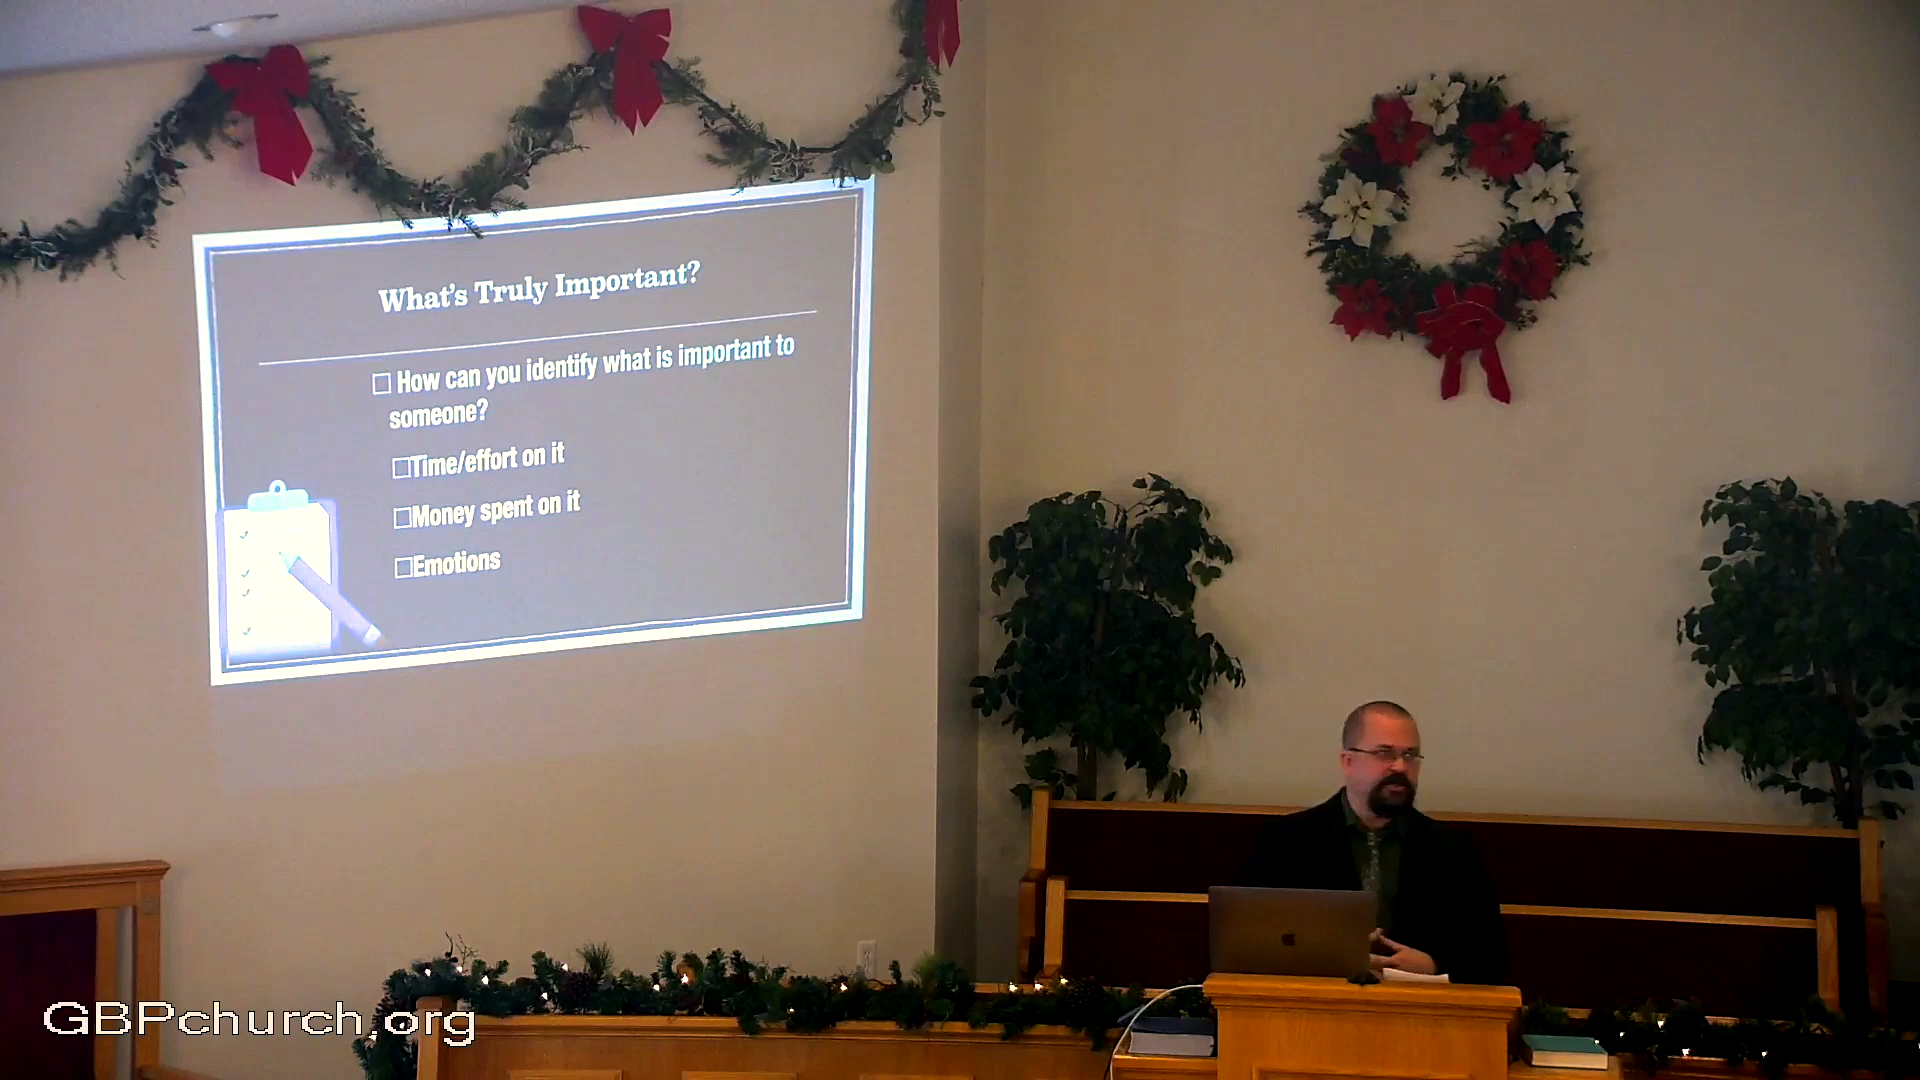 What's Truly Important?
☐ How can you identify what is important to
someone?
☐Time/effort on it
☐Money spent on it
☐Emotions
GBPchurch.org